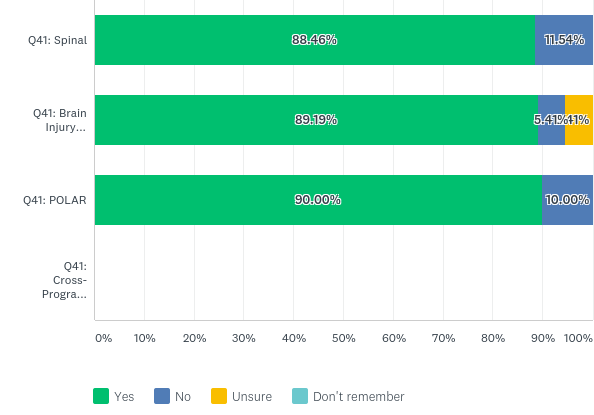 Q41: Spinal
88.46%
11.54%
Q41: Brain
Injury...
89.19%
5.41%
Q41: POLAR
90.00%
10.00%
Q41:
Cross-
Progra...
0% 10% 20% 30% 40% 50% 60% 70% 80% 90% 100%
Yes No Unsure Don't remember